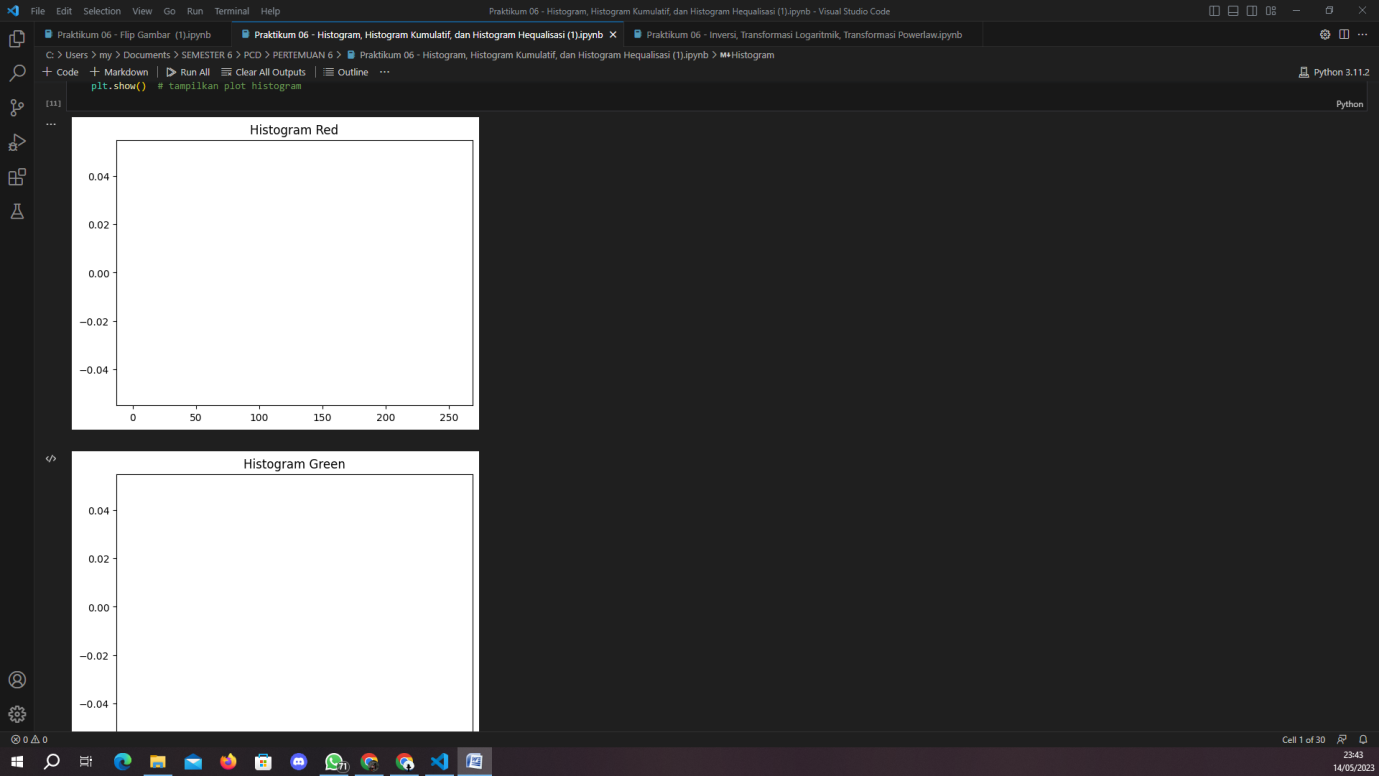 File Edit Selection View Go Run Terminal Help
Praktikum 06 - Histogram, Histogram Kumulatif, dan Histogram Hequalisasi (1).ipynb - Visual Studio Code
Praktikum 06 - Flip Gambar (1).ipynb
Praktikum 06 - Histogram, Histogram Kumulatif, dan Histogram Hequalisasi (1).ipynb
Praktikum 06 - Inversi, Transformasi Logaritmik, Transformasi Powerlaw.ipynb
C: > Users > my > Documents > SEMESTER 6 > PCD > PERTEMUAN 6 > Praktikum 06 - Histogram, Histogram Kumulatif, dan Histogram Hequalisasi (1).ipynb > M↓Histogram
+ Code + Markdown | Run All Clear All Outputs | Outline ...
Python 3.11.2
plt.show() # tampilkan plot histogram
[11]
Python
...
Histogram Red
0.04
0.02
0.00
−0.02
−0.04
0 50 100 150 200 250
Histogram Green
0.04
0.02
0.00
−0.02
−0.04
0 0
Cell 1 of 30
71
23:43
14/05/2023